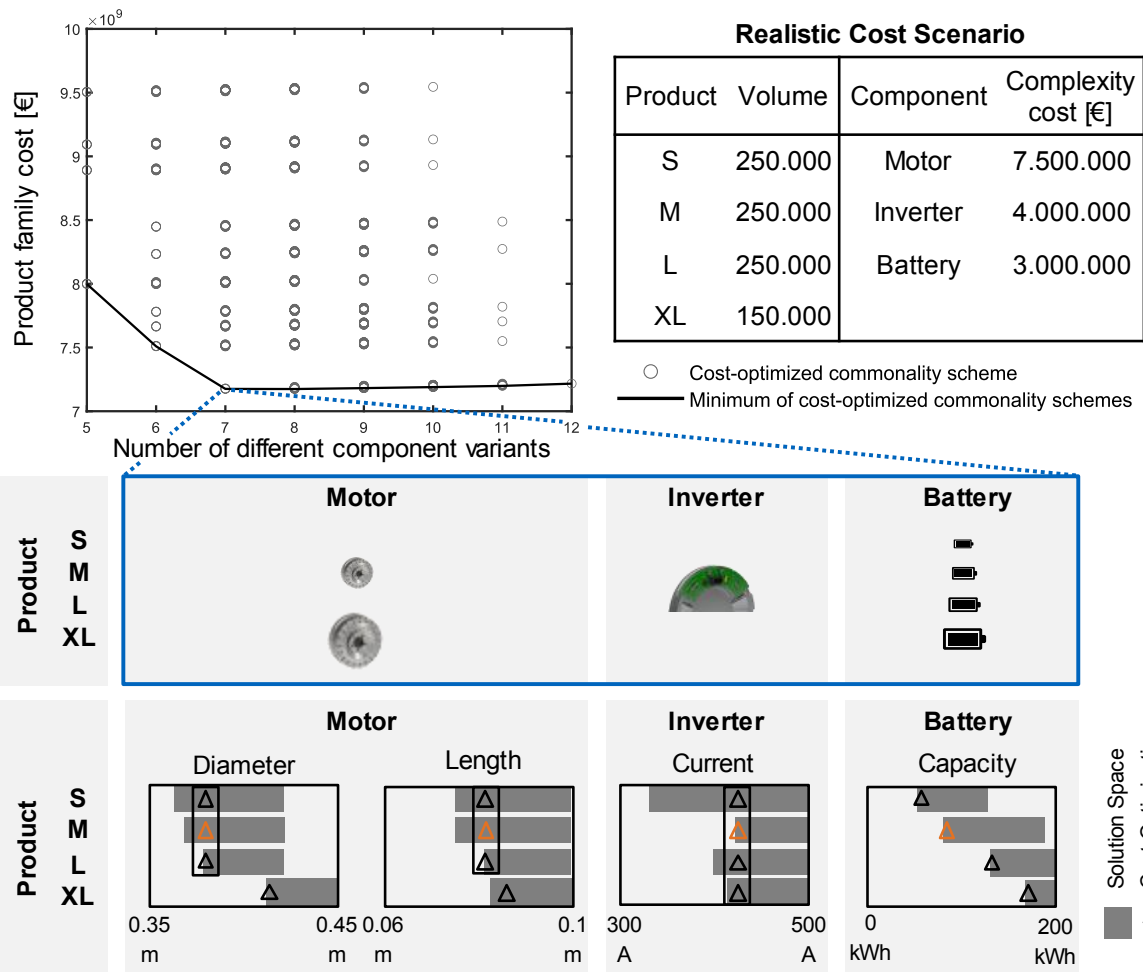 ×10⁹
10
9.5
9
8.5
8
7.5
7
5 6 7 8 9 10 11 12
Product family cost [€]
Number of different component variants
Realistic Cost Scenario
Product Volume Component Complexity cost [€]
S 250.000 Motor 7.500.000
M 250.000 Inverter 4.000.000
L 250.000 Battery 3.000.000
XL 150.000
Cost-optimized commonality scheme
Minimum of cost-optimized commonality schemes
Motor Inverter Battery
Product
S
M
L
XL
Motor Inverter Battery
Diameter Length Current Capacity
Product
S
M
L
XL
0.35 0.45 0.06 0.1 300 500 0 200
m m m m A A kWh kWh
Solution Space